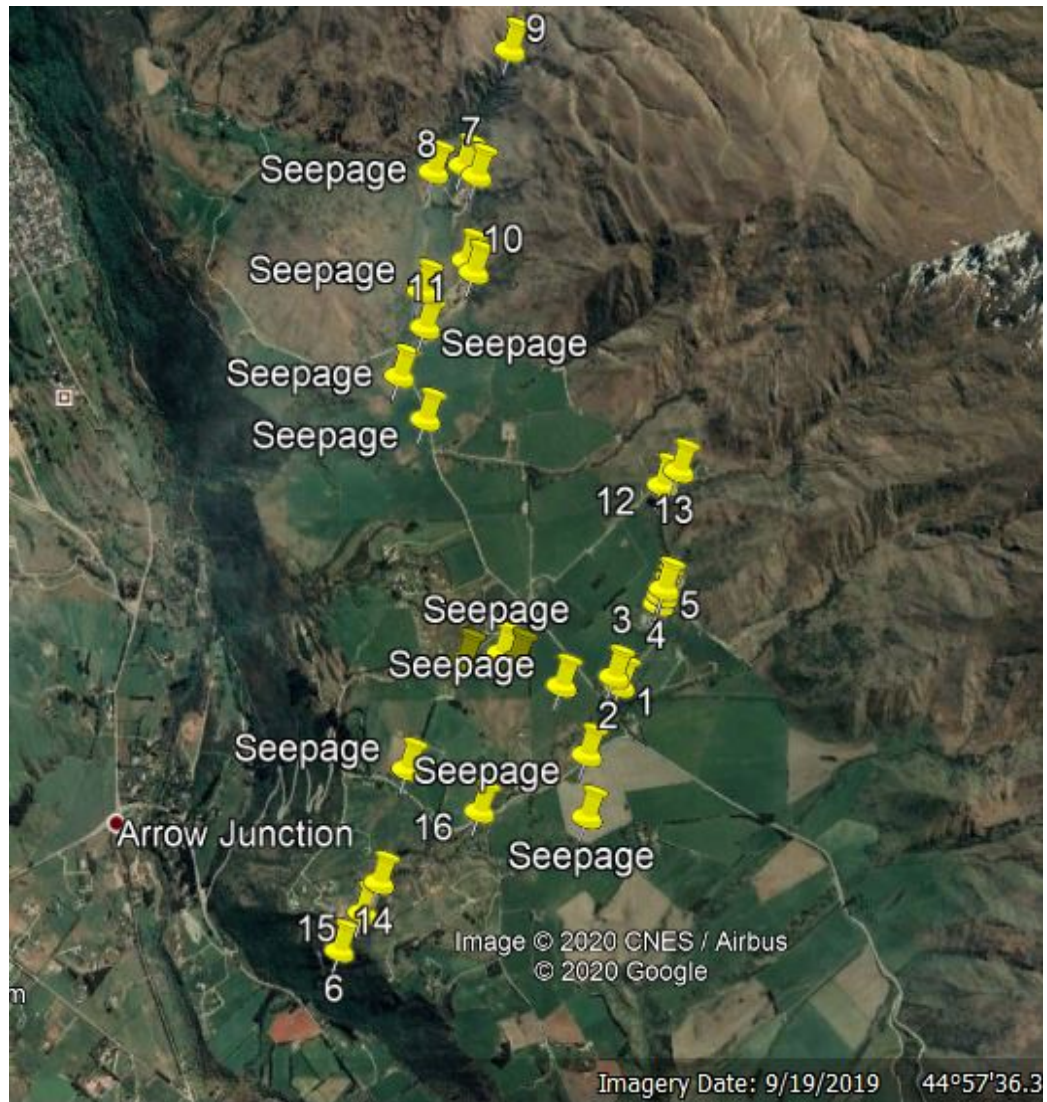 9
7
8
Seepage
10
Seepage
11
Seepage
Seepage
Seepage
12
13
Seepage
3
5
4
Seepage
1
2
Seepage
Seepage
16
Arrow Junction
Seepage
15
14
Image © 2020 CNES / Airbus
© 2020 Google
6
m
Imagery Date: 9/19/2019 44°57'36.3